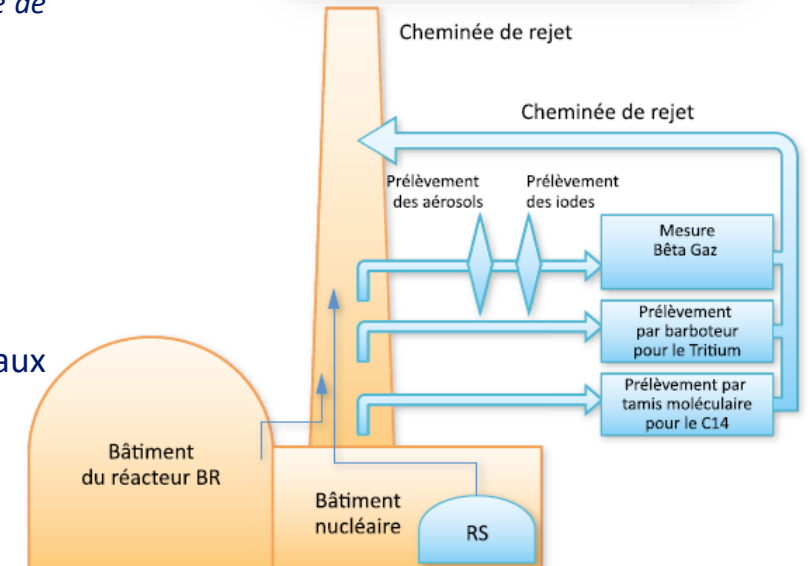 e de
Cheminée de rejet
Cheminée de rejet
Prélèvement
des aérosols
Prélèvement
des iodes
Mesure
Bêta Gaz
Prélèvement
par barboteur
pour le Tritium
Prélèvement par
tamis moléculaire
pour le C14
aux
Bâtiment
du réacteur BR
Bâtiment
nucléaire
RS